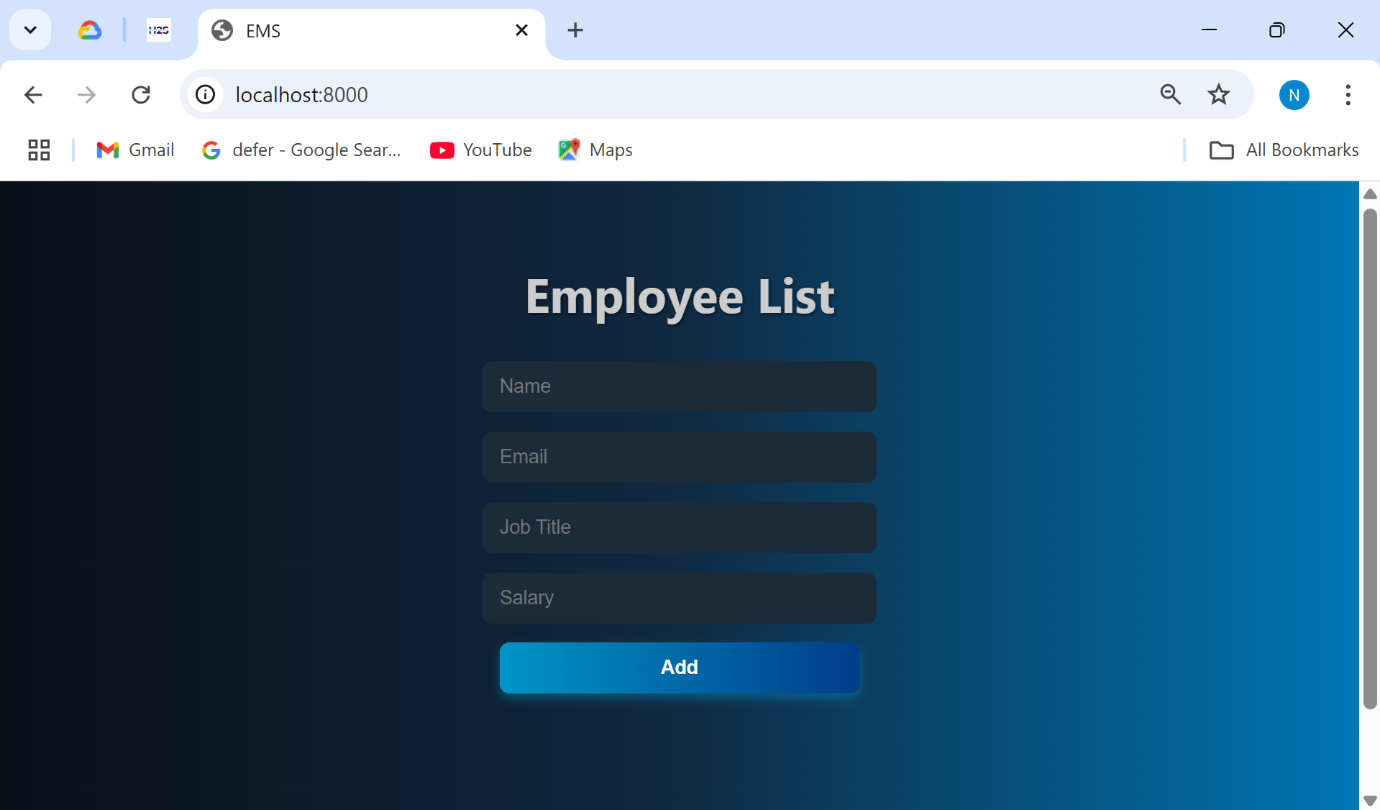 H2S
EMS
localhost:8000
N
Gmail
defer - Google Sear...
YouTube
Maps
All Bookmarks
Employee List
Name
Email
Job Title
Salary
Add